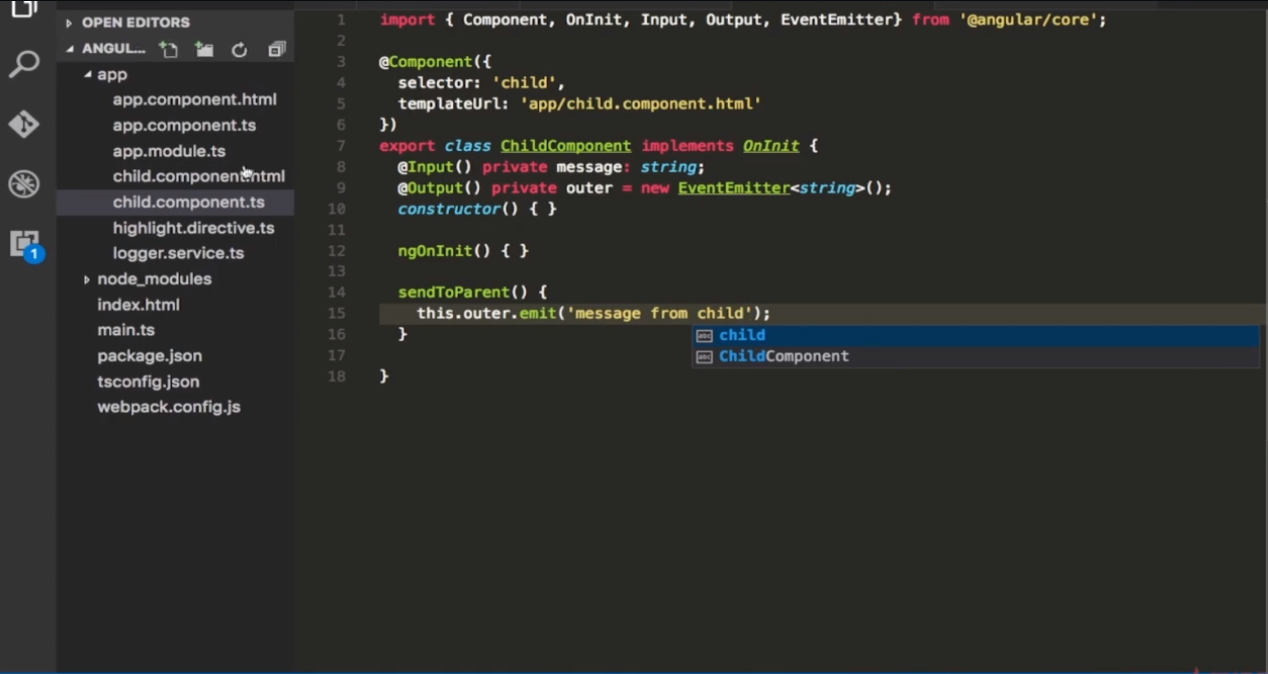 OPEN EDITORS
ANGUL...
app
app.component.html
app.component.ts
app.module.ts
child.component.html
child.component.ts
highlight.directive.ts
logger.service.ts
node_modules
index.html
main.ts
package.json
tsconfig.json
webpack.config.js
1
1 import { Component, OnInit, Input, Output, EventEmitter} from '@angular/core';
2
3 @Component({
4 selector: 'child',
5 templateUrl: 'app/child.component.html'
6 })
7 export class ChildComponent implements OnInit {
8 @Input() private message: string;
9 @Output() private outer = new EventEmitter<string>();
10 constructor() { }
11
12 ngOnInit() { }
13
14 sendToParent() {
15 this.outer.emit('message from child');
16 }
17
18 }
abc child
abc ChildComponent